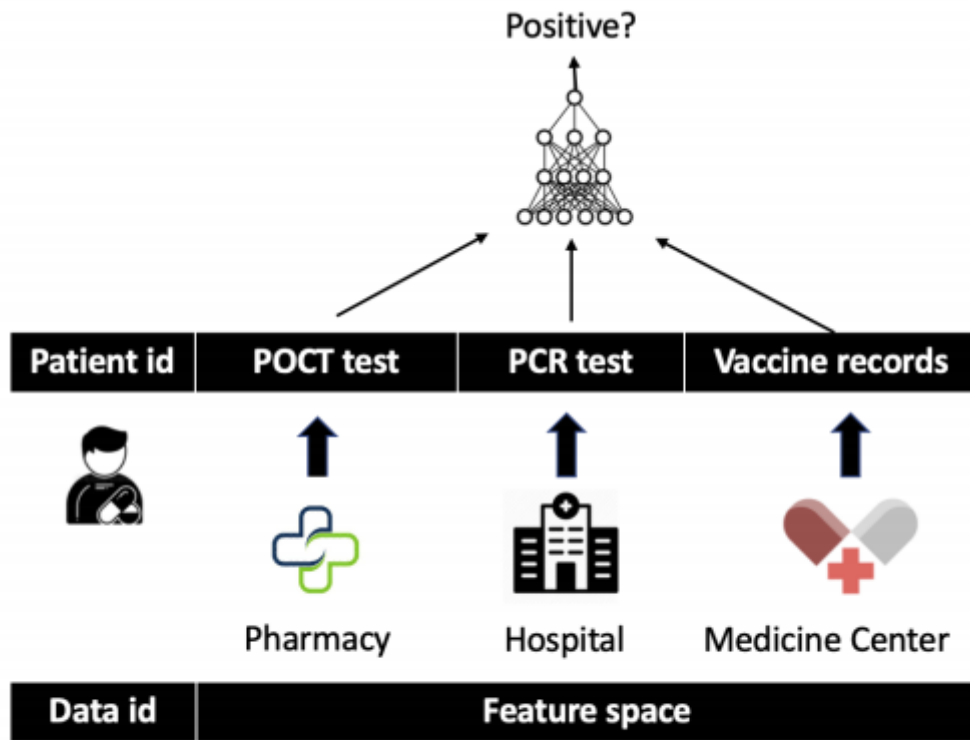 Positive?
Patient id POCT test PCR test Vaccine records
Pharmacy Hospital Medicine Center
Data id Feature space